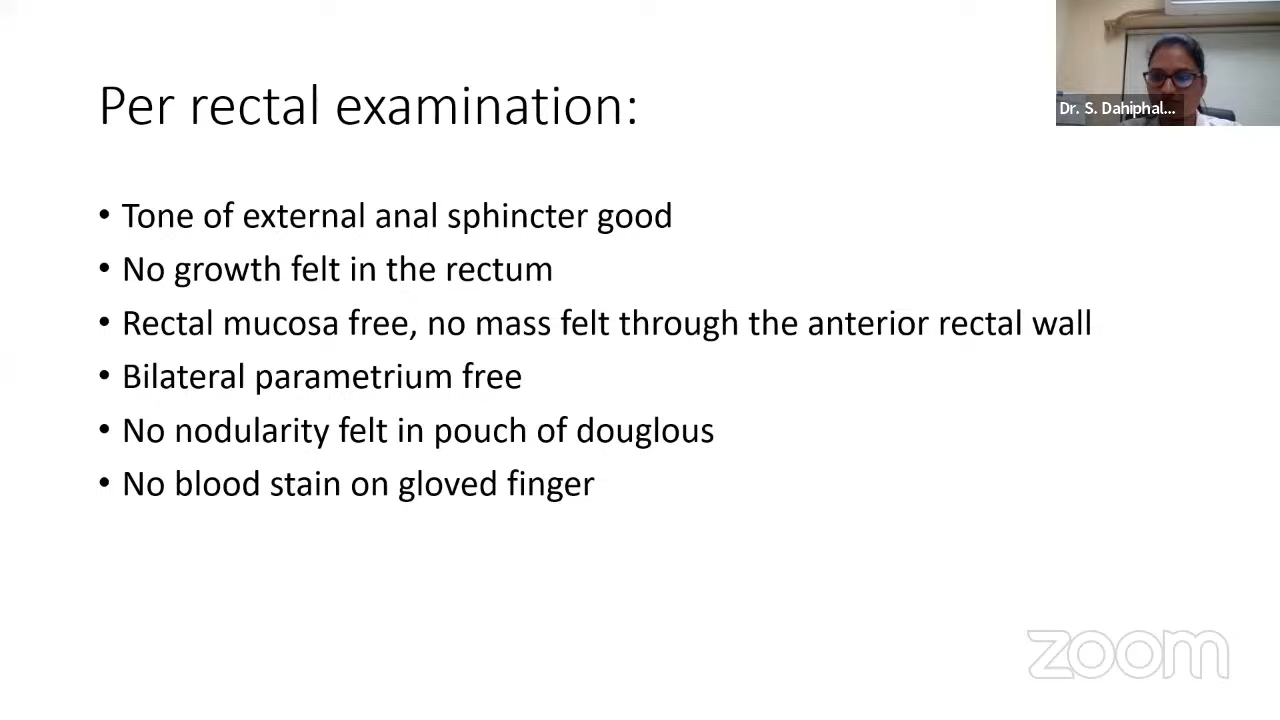 Per rectal examination:
Dr. S. Dahiphal...
• Tone of external anal sphincter good
• No growth felt in the rectum
• Rectal mucosa free, no mass felt through the anterior rectal wall
• Bilateral parametrium free
• No nodularity felt in pouch of douglous
• No blood stain on gloved finger
zoom